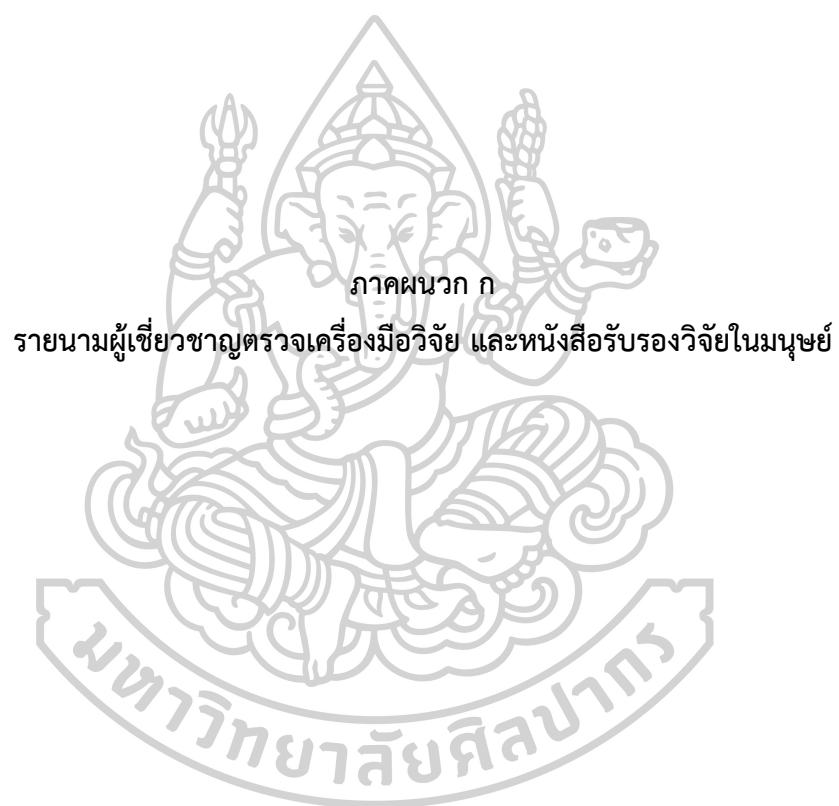 ภาคผนวก ก
รายนามผู้เชี่ยวชาญตรวจเครื่องมือวิจัย และหนังสือรับรองวิจัยในมนุษย์
มหาวิทยาลัยศิลปากร